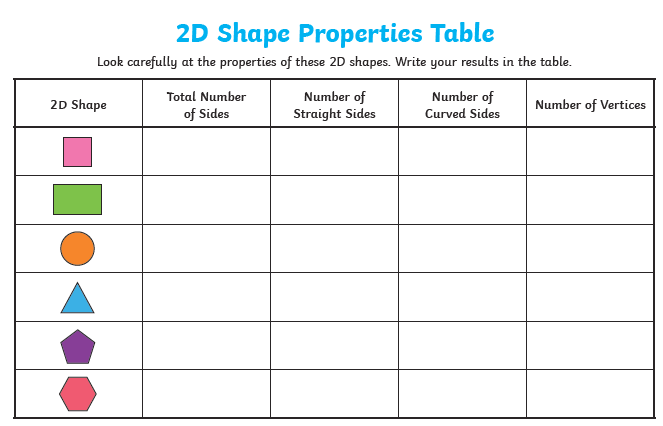 2D Shape Properties Table
Look carefully at the properties of these 2D shapes. Write your results in the table.
2D Shape
Total Number
of Sides
Number of
Straight Sides
Number of
Curved Sides
Number of Vertices